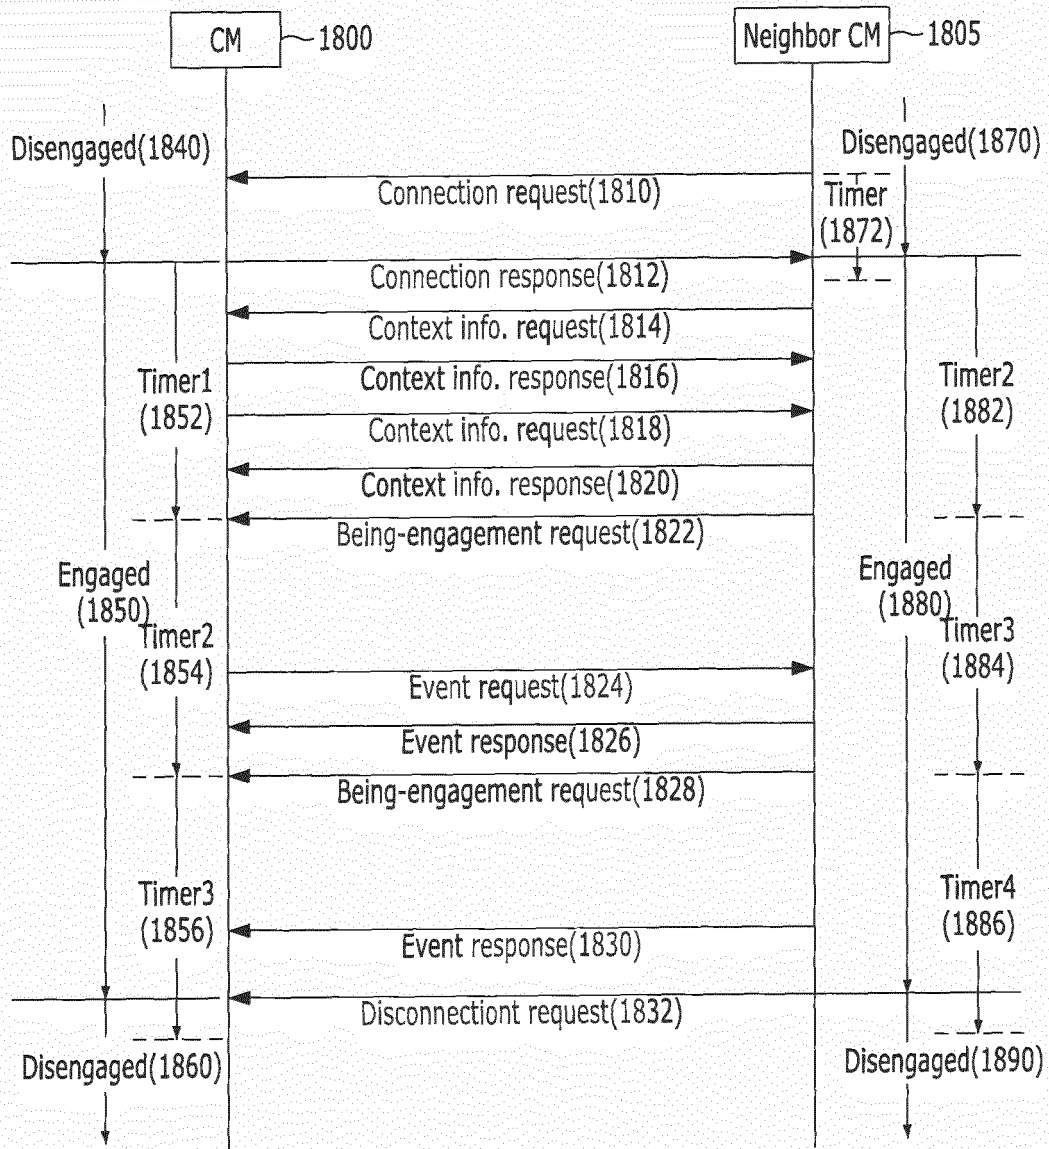 CM
1800
Neighbor CM
1805
Disengaged(1840)
Disengaged(1870)
Connection request(1810)
Timer
(1872)
Connection response(1812)
Context info. request(1814)
Timer1
(1852)
Context info. response(1816)
Timer2
(1882)
Context info. request(1818)
Context info. response(1820)
Being-engagement request(1822)
Engaged
(1850)
Engaged
(1880)
Timer2
(1854)
Timer3
(1884)
Event request(1824)
Event response(1826)
Being-engagement request(1828)
Timer3
(1856)
Timer4
(1886)
Event response(1830)
Disconnectiont request(1832)
Disengaged(1860)
Disengaged(1890)